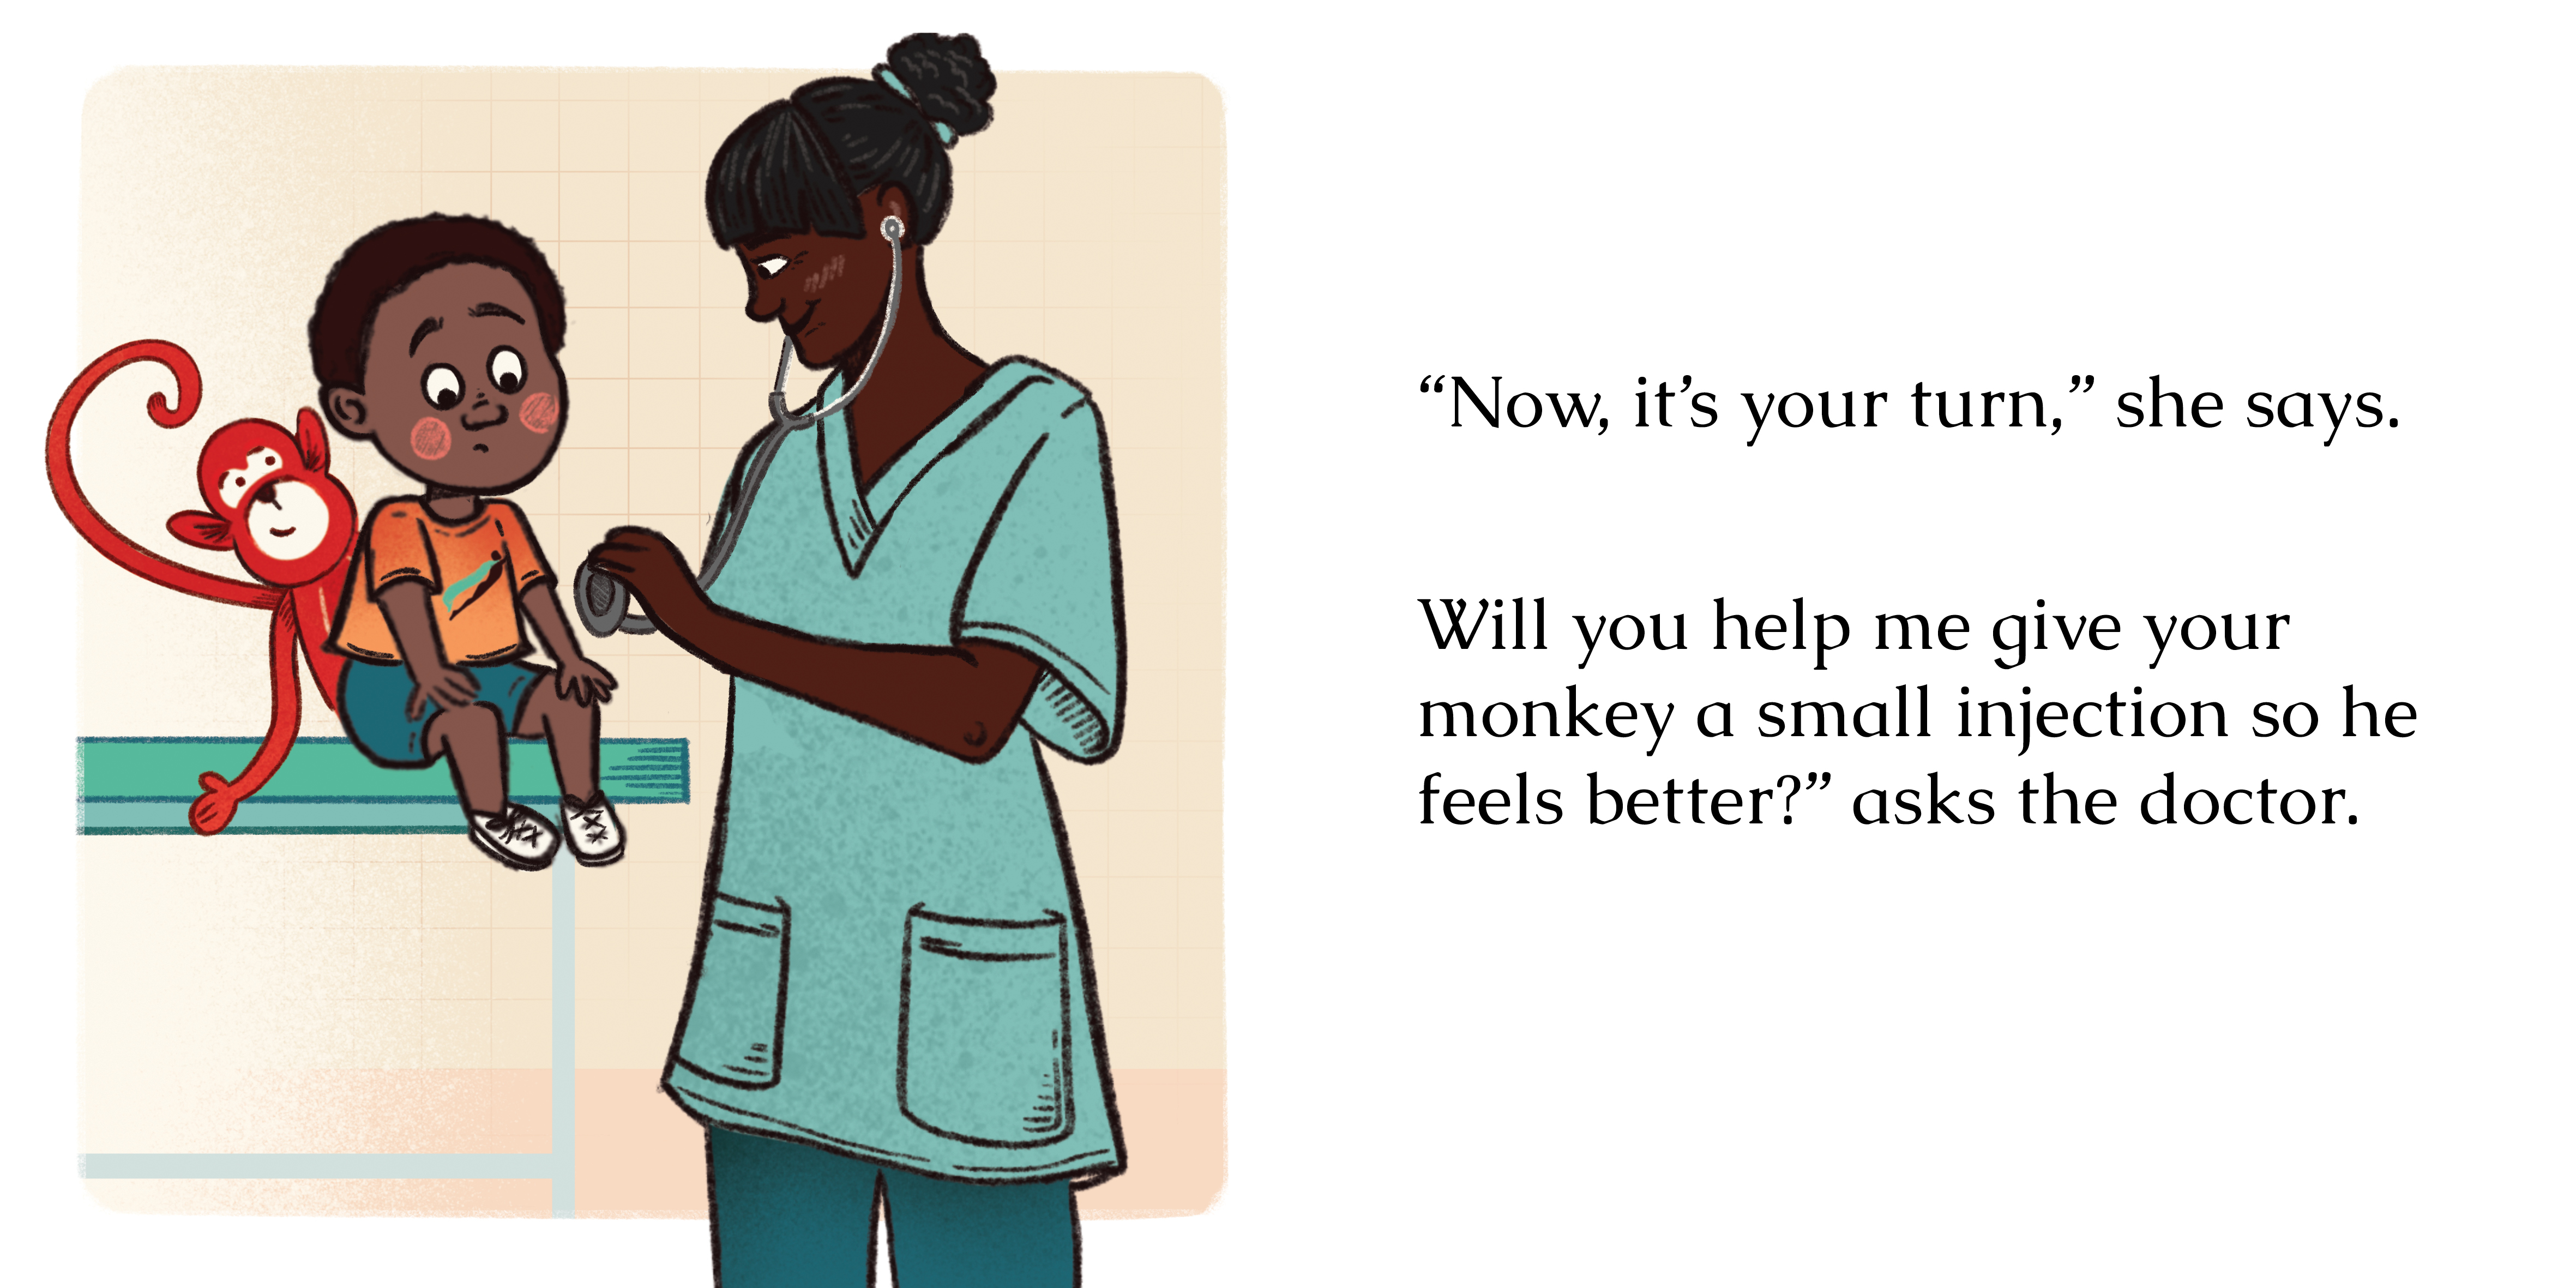 “Now, it’s your turn,” she says.
Will you help me give your
monkey a small injection so he
feels better?” asks the doctor.